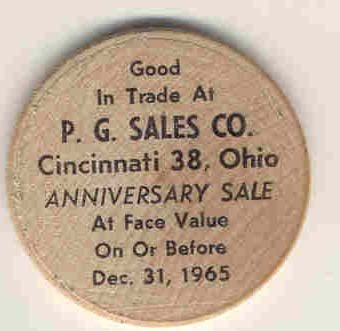 Good
In Trade At
P. G. SALES CO.
Cincinnati 38, Ohio
ANNIVERSARY SALE
At Face Value
On Or Before
Dec. 31, 1965